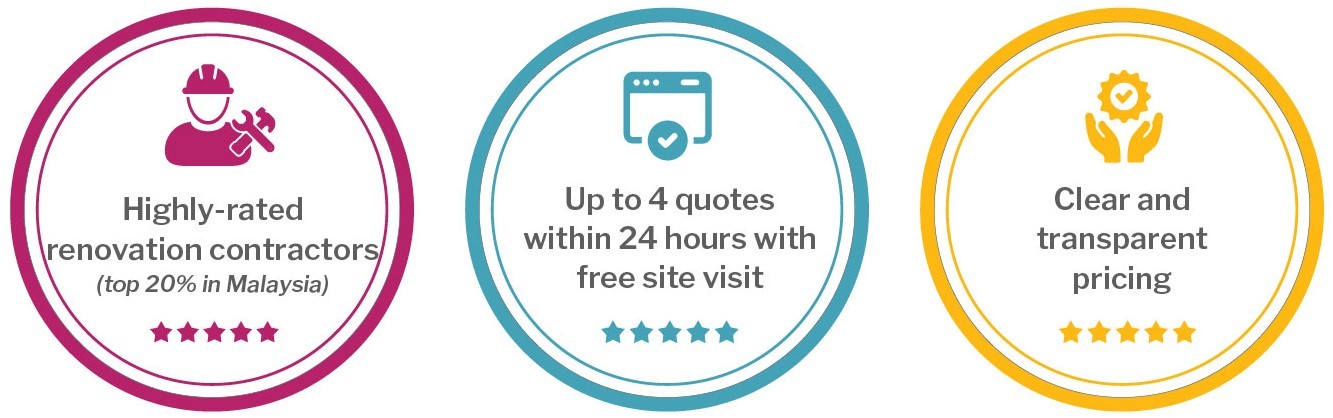 Highly-rated
renovation contractors
(top 20% in Malaysia)
Up to 4 quotes
within 24 hours with
free site visit
Clear and
transparent
pricing